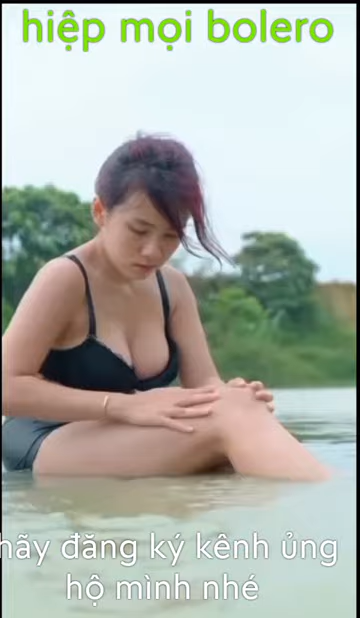 hiệp mọi bolero
hãy đăng ký kênh ủng
hộ mình nhé